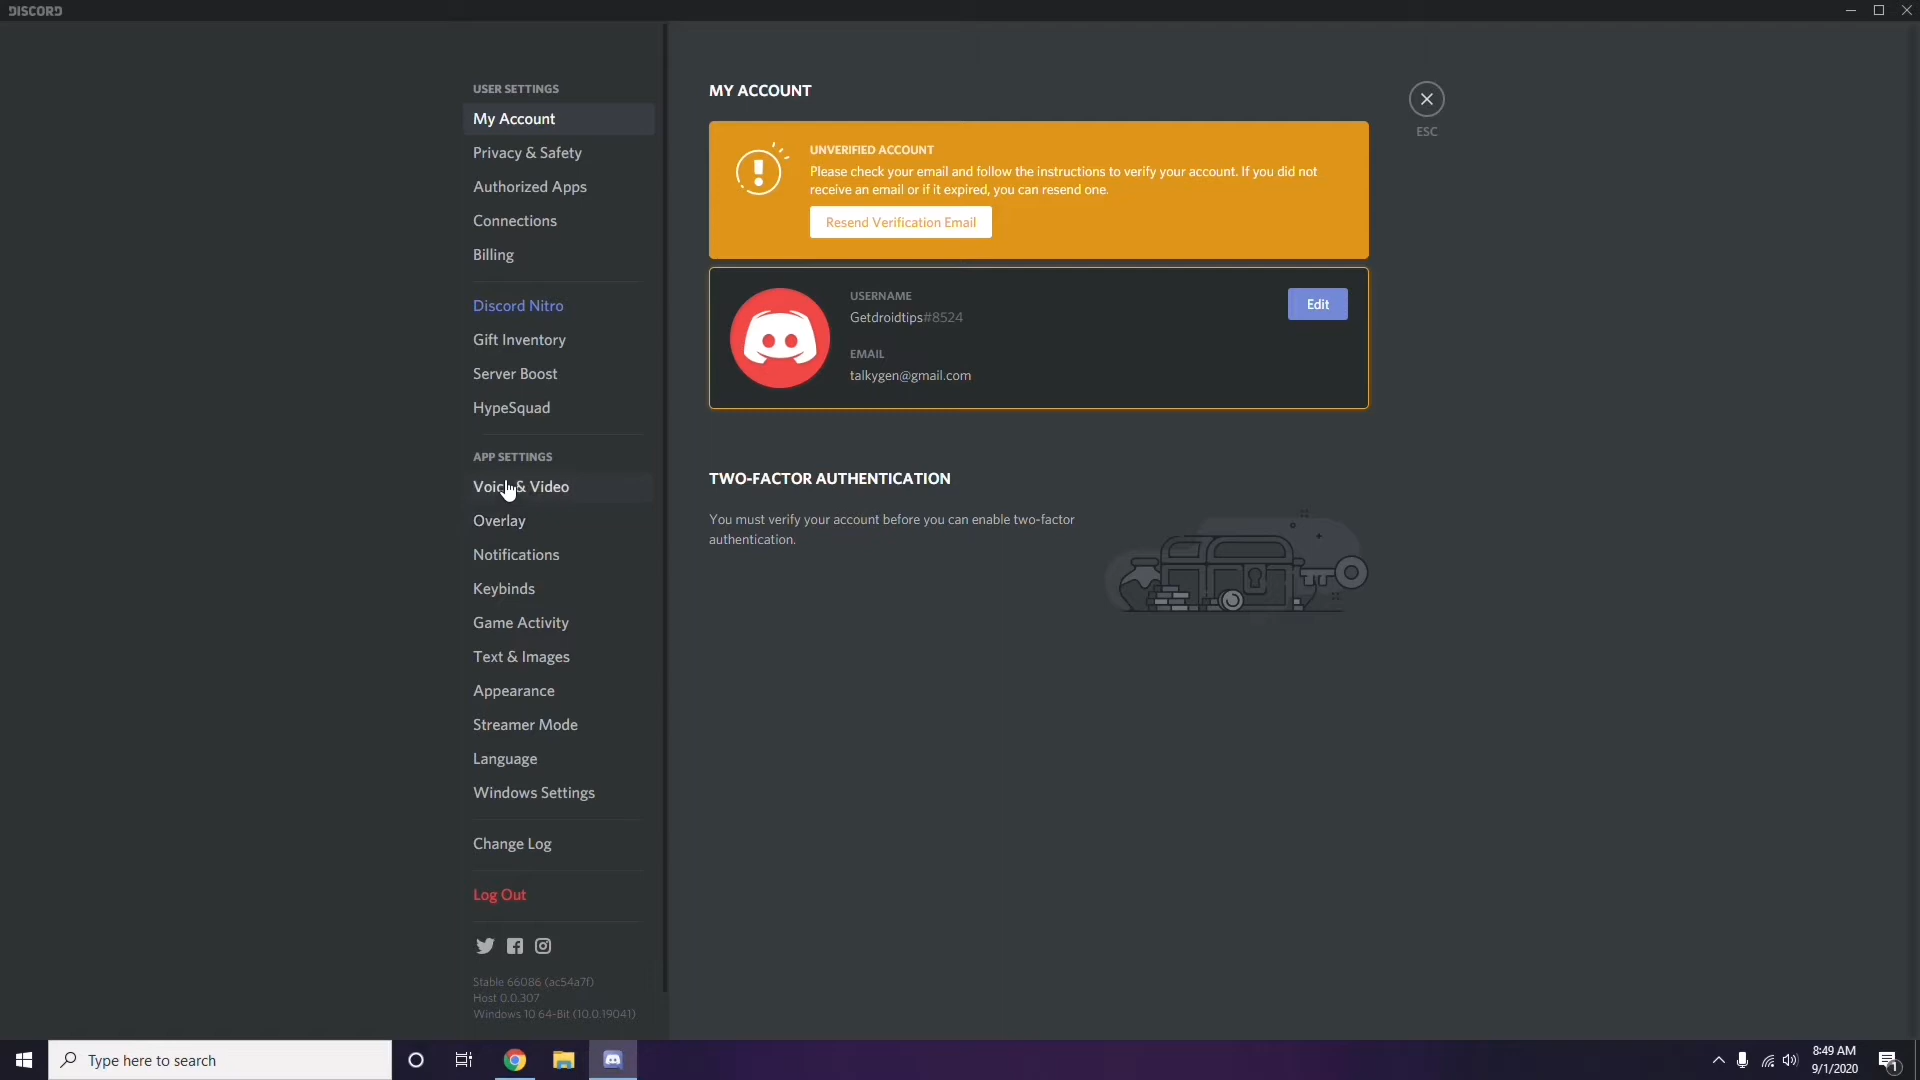 DISCORD
USER SETTINGS
My Account
Privacy & Safety
Authorized Apps
Connections
Billing
Discord Nitro
Gift Inventory
Server Boost
HypeSquad
APP SETTINGS
Voice & Video
Overlay
Notifications
Keybinds
Game Activity
Text & Images
Appearance
Streamer Mode
Language
Windows Settings
Change Log
Log Out
Stable 66086 (ac54a7f)
Host 0.0.307
Windows 10 64-Bit (10.0.19041)
MY ACCOUNT
ESC
UNVERIFIED ACCOUNT
Please check your email and follow the instructions to verify your account. If you did not
receive an email or if it expired, you can resend one.
Resend Verification Email
USERNAME
Getdroidtips#8524
Edit
EMAIL
talkygen@gmail.com
TWO-FACTOR AUTHENTICATION
You must verify your account before you can enable two-factor
authentication.
Type here to search
8:49 AM
9/1/2020
1